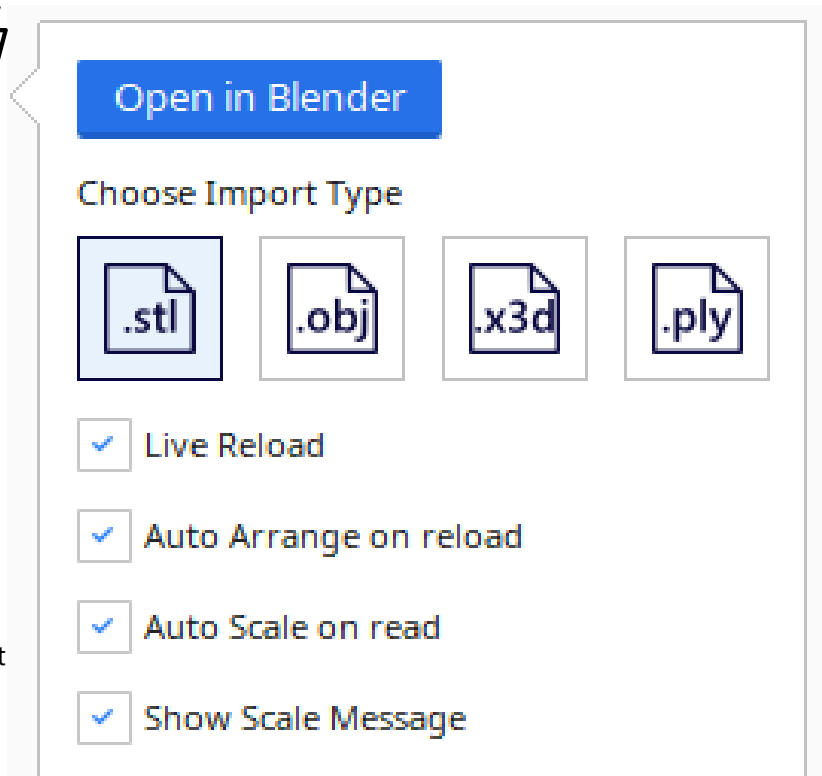 Open in Blender
Choose Import Type
.stl .obj .x3d .ply
Live Reload
Auto Arrange on reload
Auto Scale on read
Show Scale Message